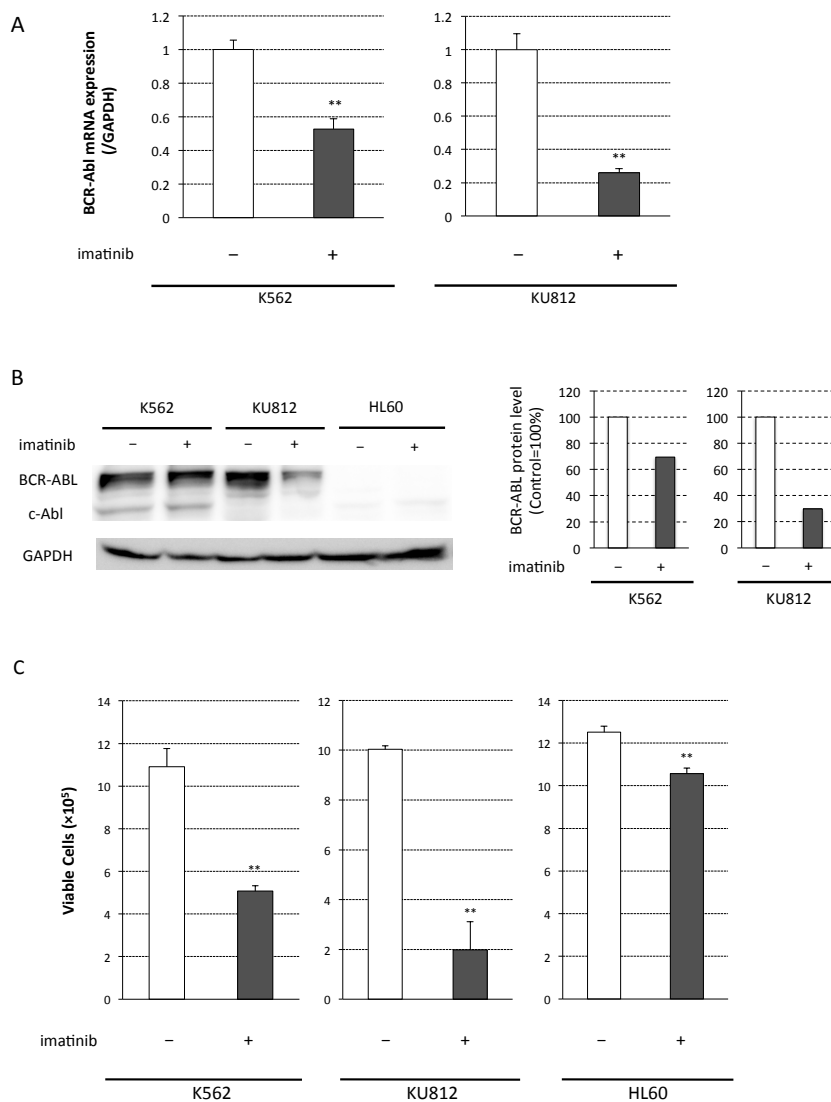 A
BCR-Abl mRNA expression
(/GAPDH)
1.2
1
0.8
0.6
0.4
0.2
0
**
1.2
1
0.8
0.6
0.4
0.2
0
**
imatinib – + – +
K562 KU812
B
K562 KU812 HL60
imatinib – + – + – +
BCR-ABL
c-Abl
GAPDH
BCR-ABL protein level
(Control=100%)
120
100
80
60
40
20
0
120
100
80
60
40
20
0
imatinib – + – +
K562 KU812
C
Viable Cells (×10⁵)
14
12
10
8
6
4
2
0
**
12
10
8
6
4
2
0
**
14
12
10
8
6
4
2
0
**
imatinib – + – + – +
K562 KU812 HL60